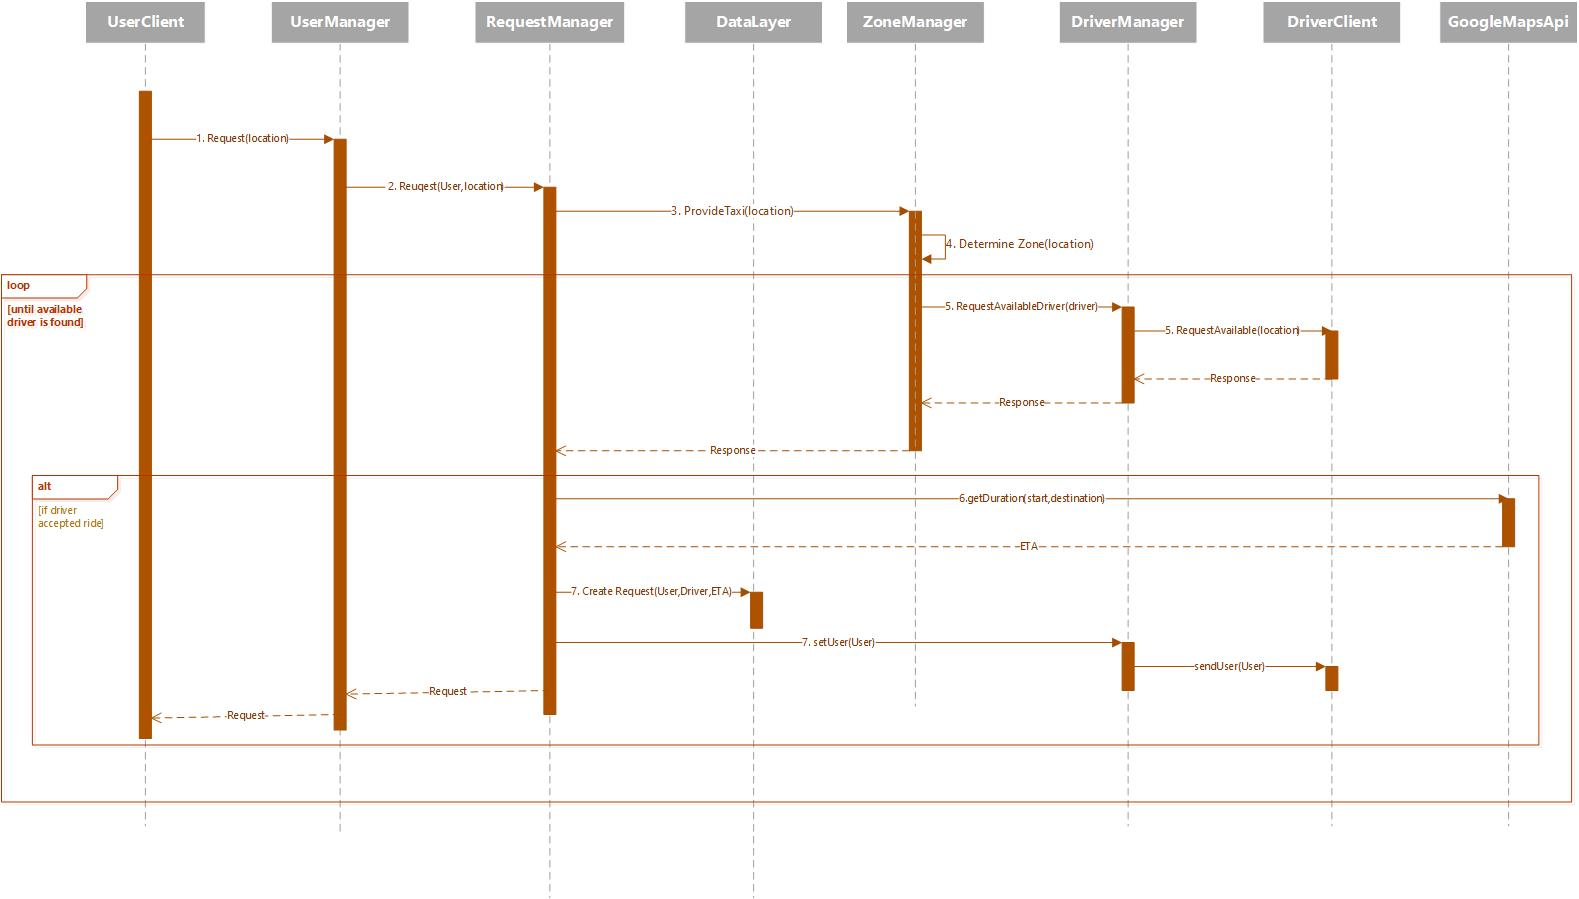 UserClient
UserManager
RequestManager
DataLayer
ZoneManager
DriverManager
DriverClient
GoogleMapsApi
1. Request(location)
2. Reuqest(User,location)
3. ProvideTaxi(location)
4. Determine Zone(location)
loop
[until available
driver is found]
5. RequestAvailableDriver(driver)
5. RequestAvailable(location)
Response
Response
Response
alt
[if driver
accepted ride]
6.getDuration(start,destination)
ETA
7. Create Request(User,Driver,ETA)
7. setUser(User)
sendUser(User)
Request
Request